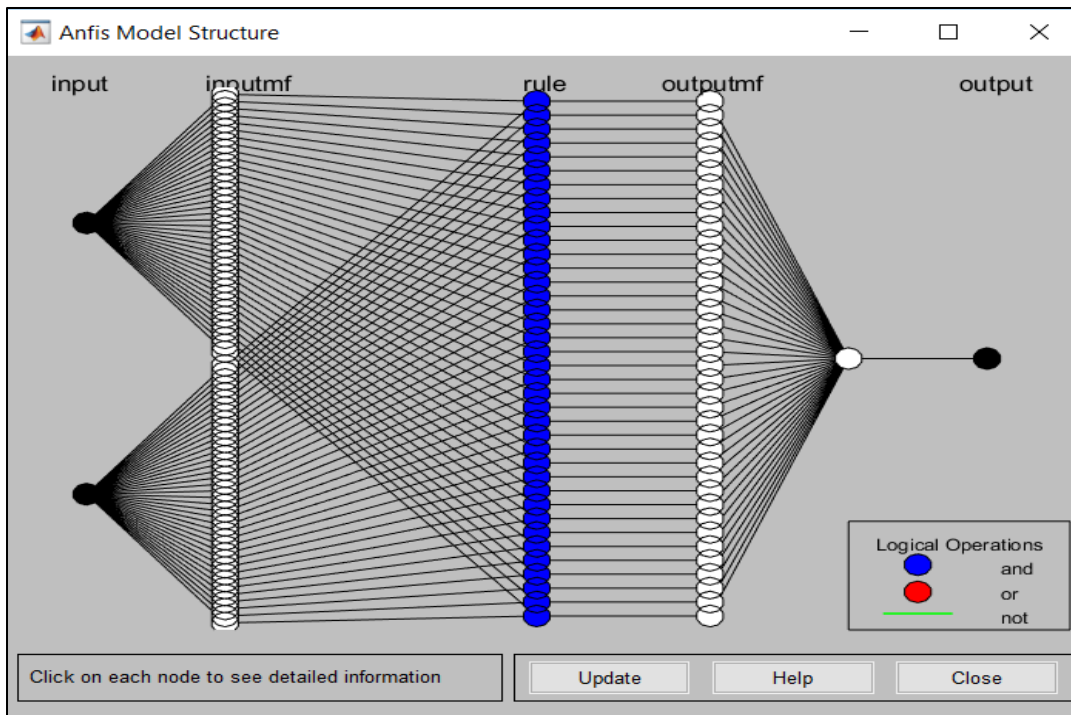 Anfis Model Structure
input inputmf rule outputmf output
Logical Operations
and
or
not
Click on each node to see detailed information
Update Help Close